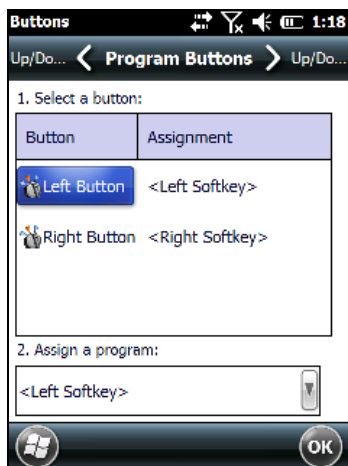 Buttons 1:18
Up/Do... Program Buttons Up/Do...
1. Select a button:
Button Assignment
Left Button <Left Softkey>
Right Button <Right Softkey>
2. Assign a program:
<Left Softkey>
OK